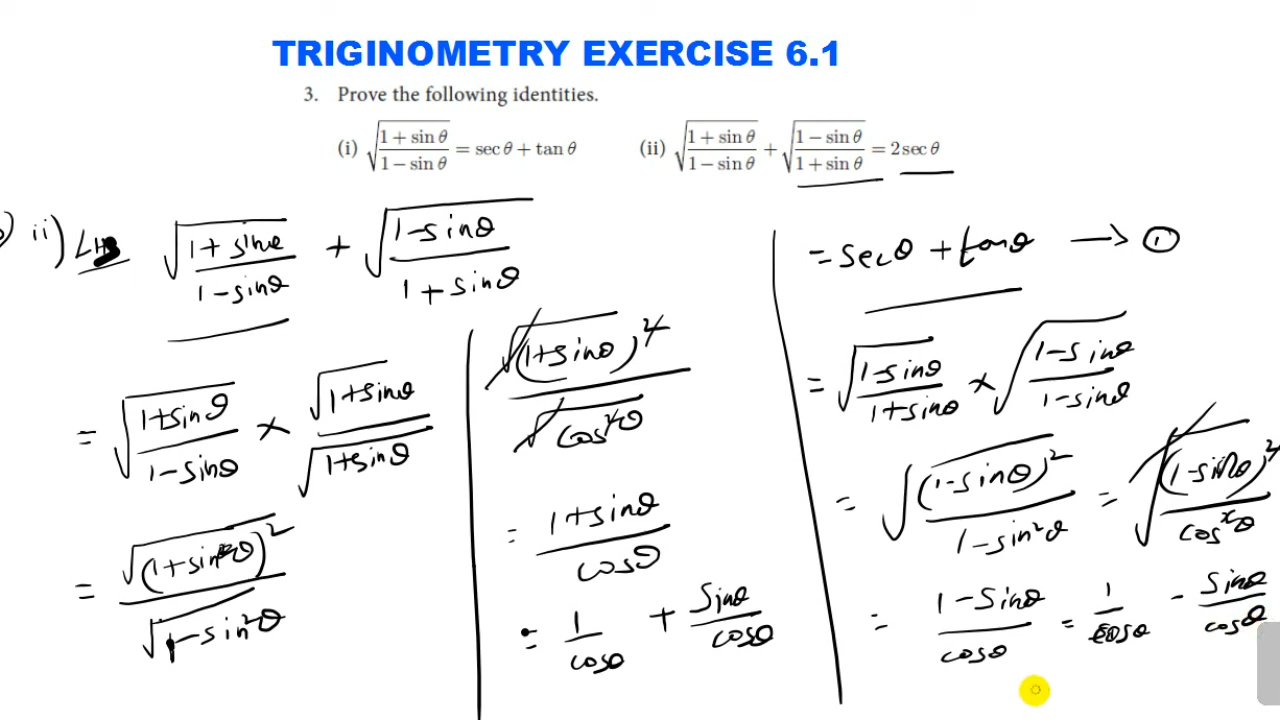 TRIGINOMETRY EXERCISE 6.1
3. Prove the following identities.
(i) √((1 + sin θ)/(1 − sin θ)) = sec θ + tan θ (ii) √((1 + sin θ)/(1 − sin θ)) + √((1 − sin θ)/(1 + sin θ)) = 2 sec θ
ii) LHS √((1 + sinθ)/(1 − sinθ)) + √((1 − sinθ)/(1 + sinθ))
= √((1+sinθ)/(1−sinθ)) × √(1+sinθ)/√(1+sinθ)
= √(1+sinθ)²/√(1−sin²θ)
√(1+sinθ)²/√cos²θ
= (1+sinθ)/cosθ
= 1/cosθ + sinθ/cosθ
= secθ + tanθ → ①
= √((1−sinθ)/(1+sinθ)) × √((1−sinθ)/(1−sinθ))
= √((1−sinθ)²/(1−sin²θ)) = √((1−sinθ)²/cos²θ)
= (1−sinθ)/cosθ = 1/cosθ − sinθ/cosθ